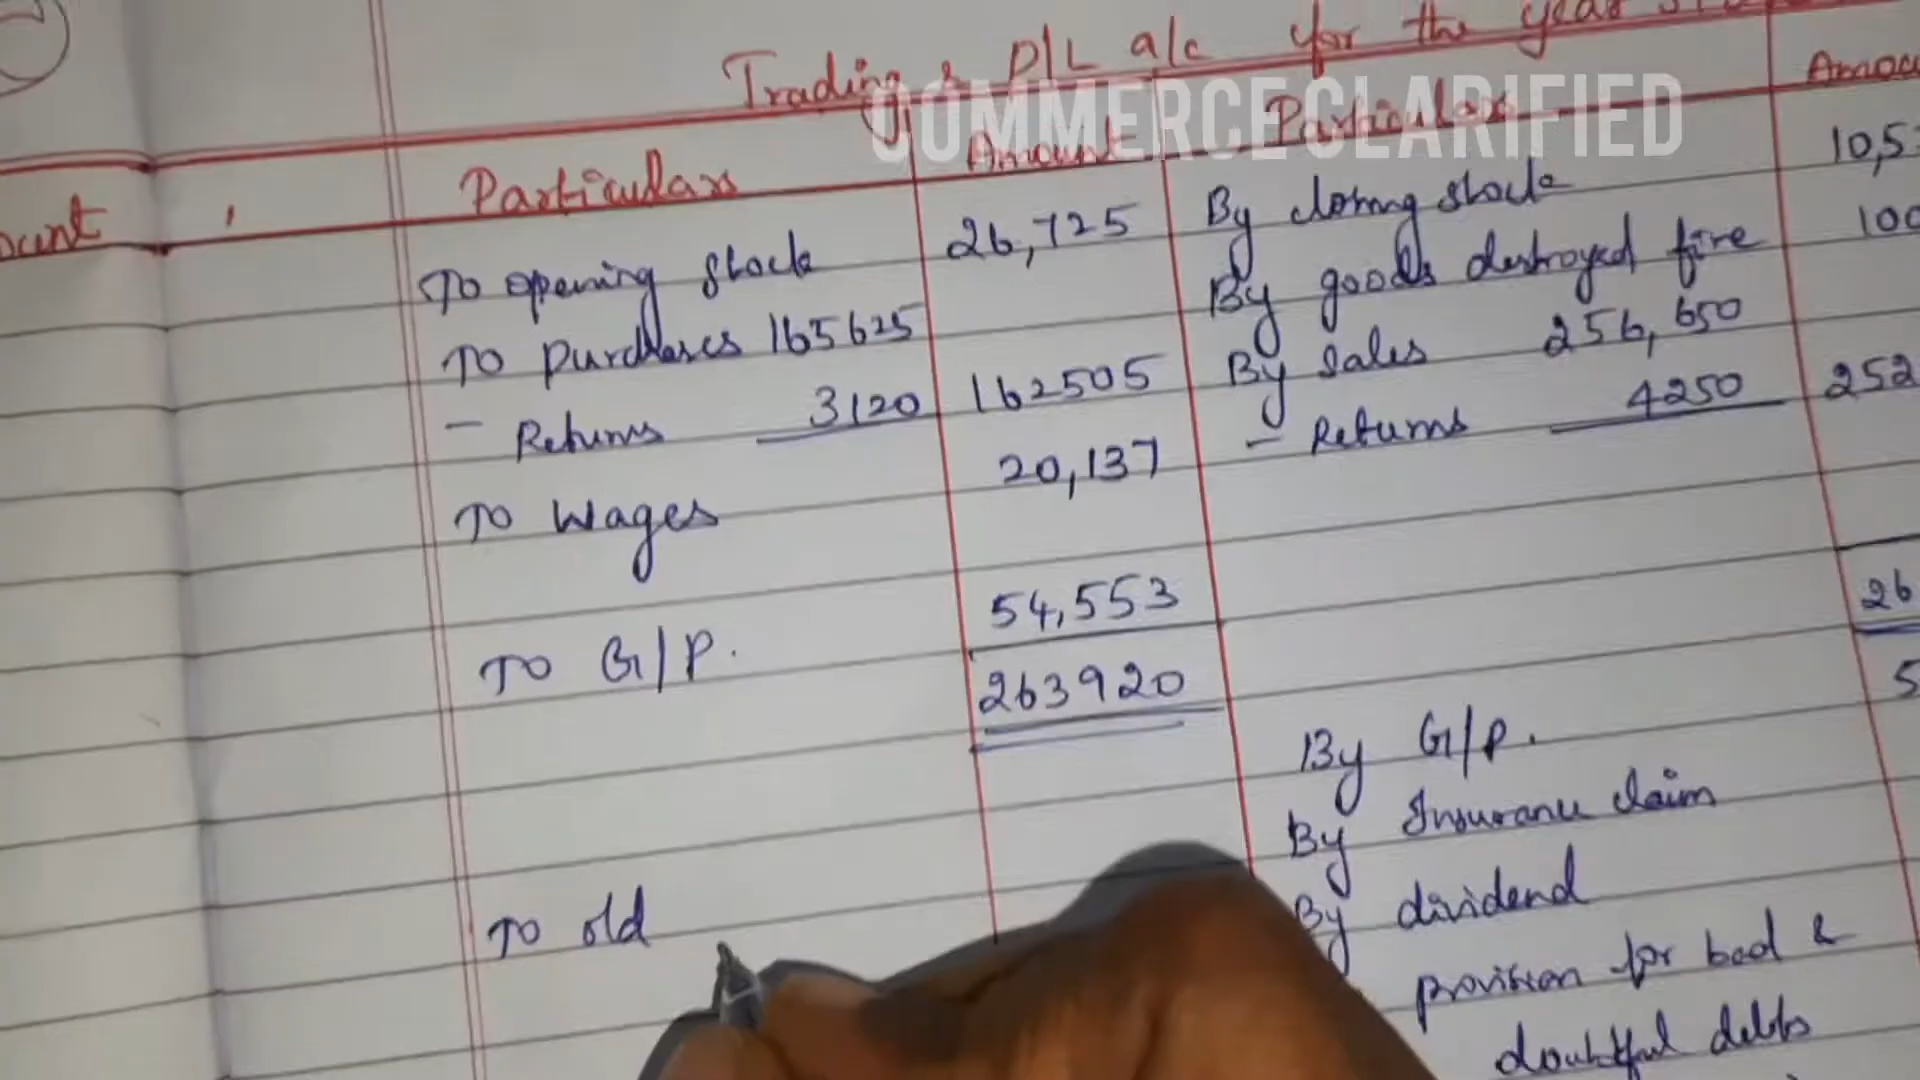 Trading & P/L a/c for the year
COMMERCE CLARIFIED
Particulars Amount Particulars Amou
ount
To opening stock 26,725 By closing stock 10,5
To purchases 165625 By goods destroyed fire 100
- Returns 3120 162505 By sales 256,650
To Wages 20,137 - Returns 4250 252
To G/P. 54,553
263920 26
By G/P. 5
By Insurance claim
To old By dividend
provision for bad &
doubtful debts